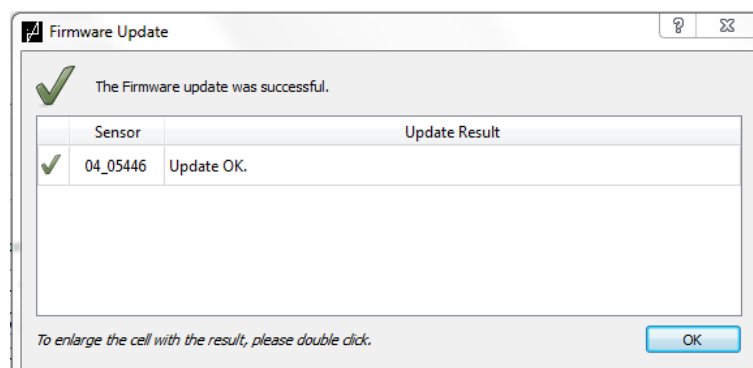 Firmware Update
The Firmware update was successful.
Sensor Update Result
04_05446 Update OK.
To enlarge the cell with the result, please double click.
OK